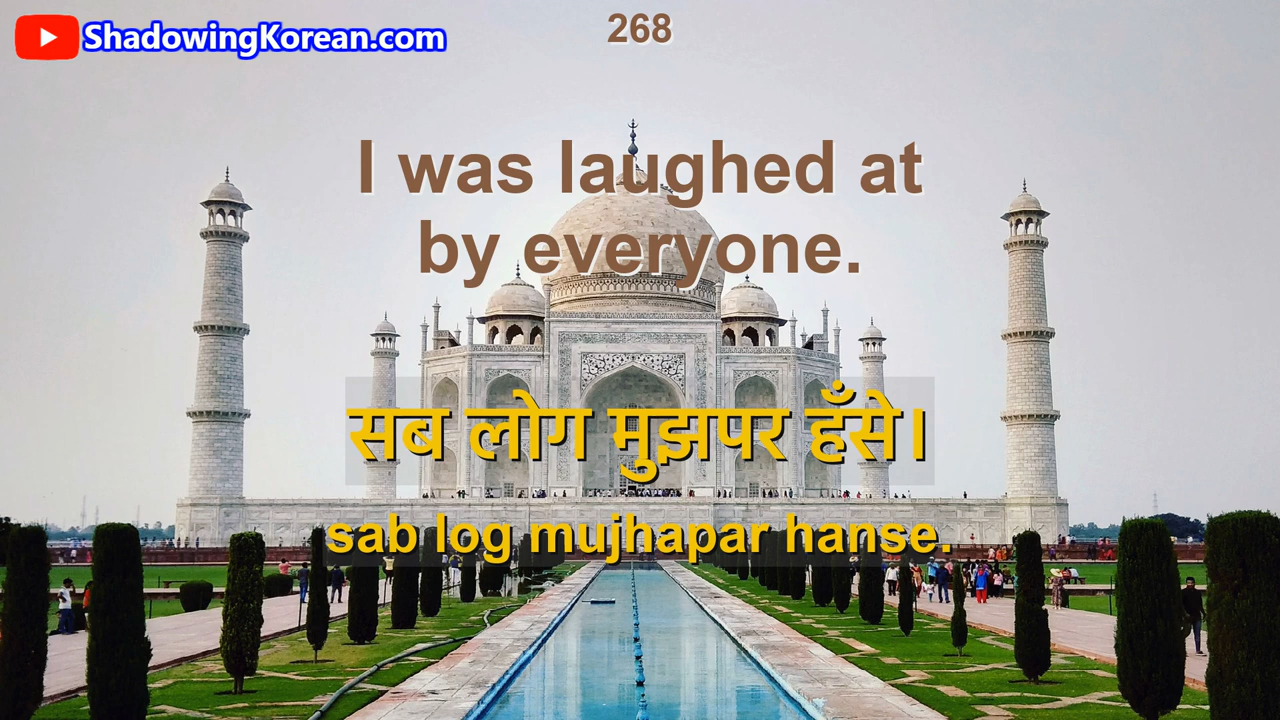 ShadowingKorean.com
268
I was laughed at
by everyone.
सब लोग मुझपर हँसे।
sab log mujhapar hanse.